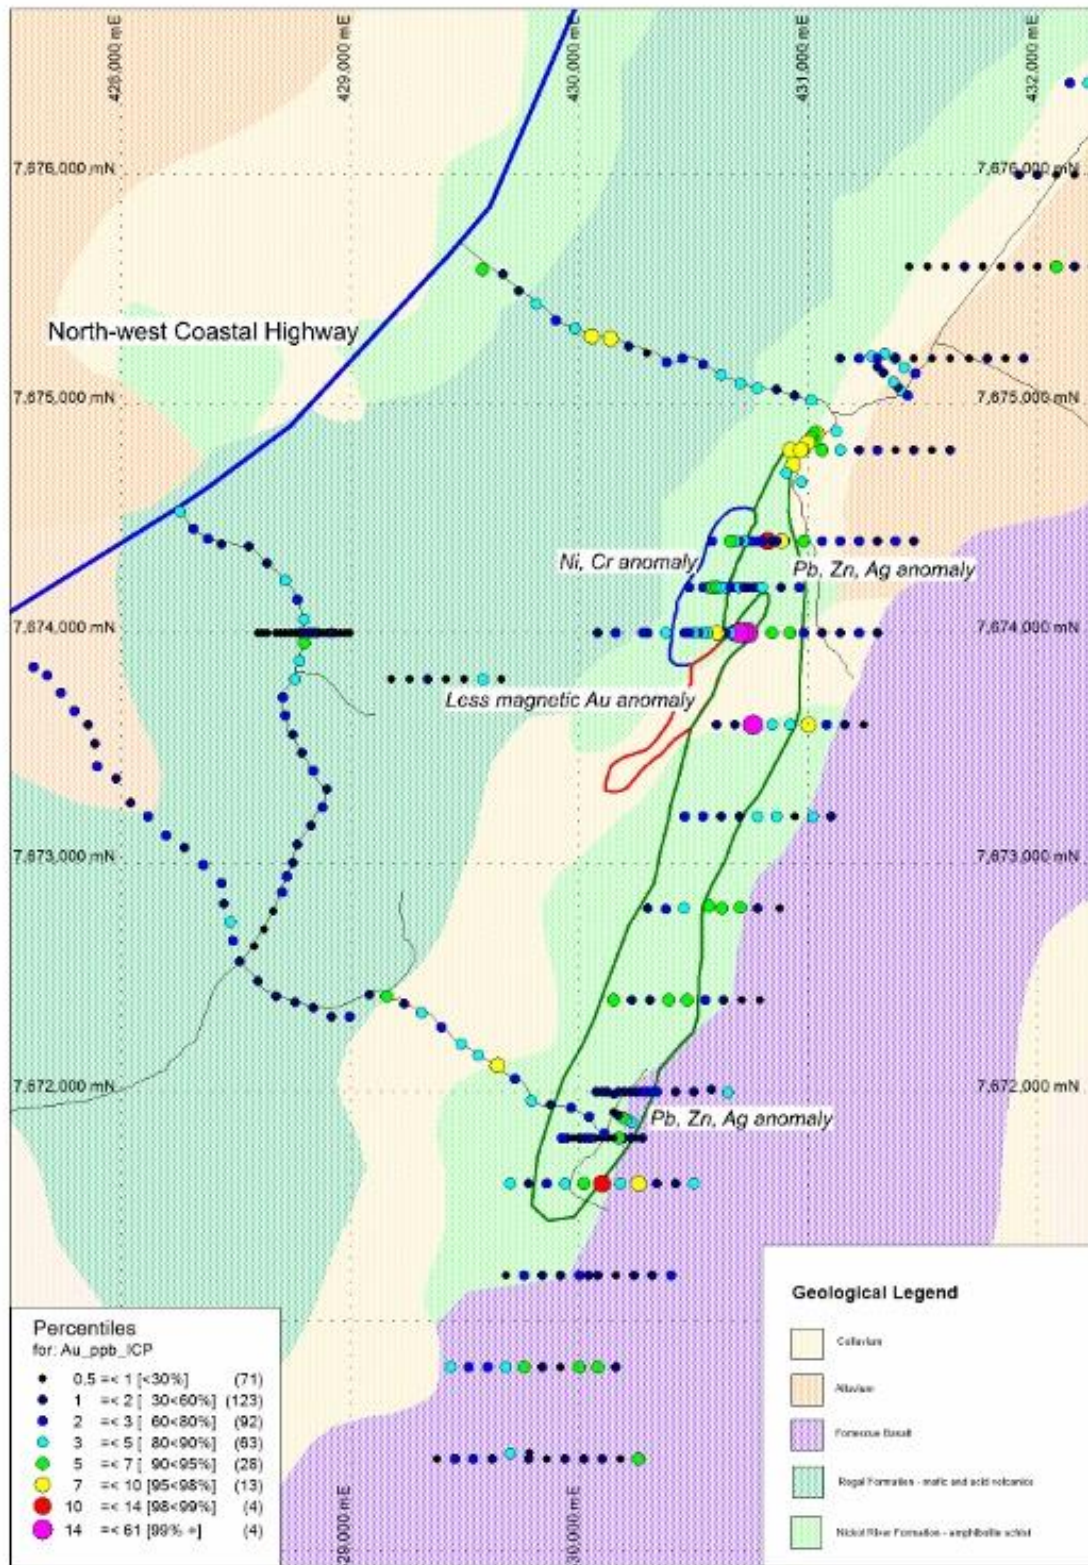 428,000 mE
429,000 mE
430,000 mE
431,000 mE
432,000 mE
7,676,000 mN
7,676,000 mN
North-west Coastal Highway
7,675,000 mN
7,675,000 mN
Ni, Cr anomaly
Pb, Zn, Ag anomaly
7,674,000 mN
7,674,000 mN
Less magnetic Au anomaly
7,673,000 mN
7,673,000 mN
7,672,000 mN
7,672,000 mN
Pb, Zn, Ag anomaly
Percentiles
for: Au_ppb_ICP
0.5 =< 1 [<30%] (71)
1 =< 2 [ 30<60%] (123)
2 =< 3 [ 60<80%] (92)
3 =< 5 [ 80<90%] (63)
5 =< 7 [ 90<95%] (28)
7 =< 10 [95<98%] (13)
10 =< 14 [98<99%] (4)
14 =< 61 [99% +] (4)
29,000 mE
30,000 mE
Geological Legend
Colluvium
Alluvium
Fortescue Basalt
Regal Formation - mafic and acid volcanics
Nickol River Formation - amphibolite schist